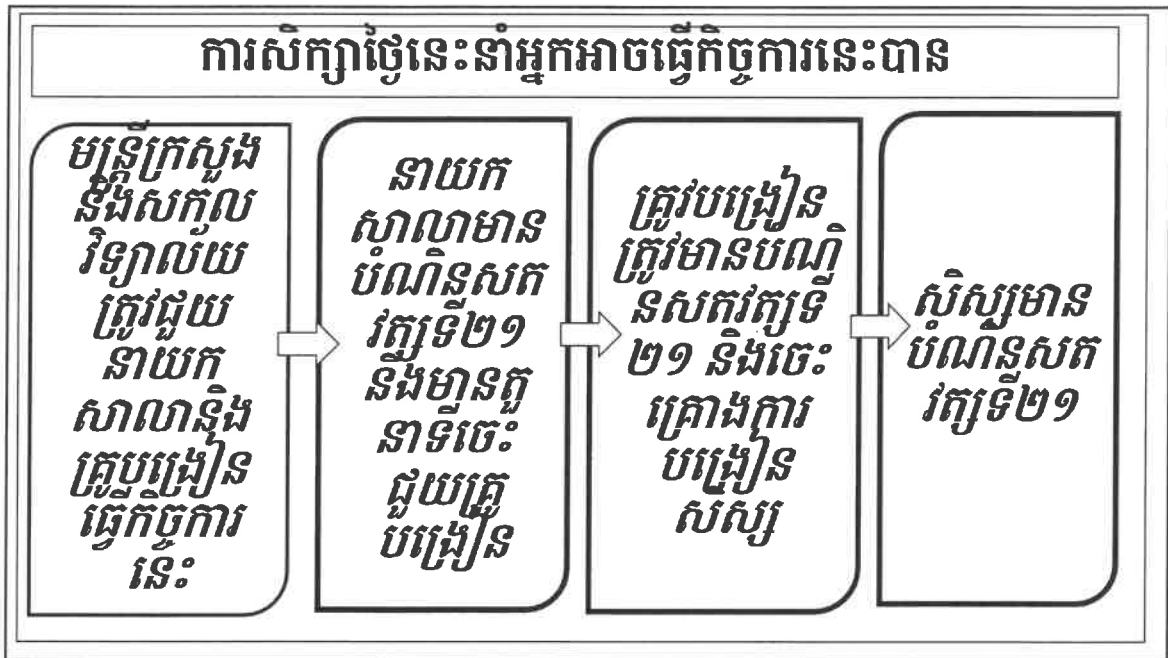 ការសិក្សាថ្ងៃនេះនាំអ្នកអាចធ្វើកិច្ចការនេះបាន
មន្ត្រីក្រសួង
និងសកុល
វិទ្យាល័យ
ត្រូវជួយ
នាយក
សាលានិង
គ្រូបង្រៀន
ធ្វើកិច្ចការ
នេះ
នាយក
សាលាមាន
បំណិនសត
វត្សទី២១
និងមានតួ
នាទីចេះ
ជួយគ្រូ
បង្រៀន
គ្រូវបង្រៀន
ត្រូវមានបំណិ
នសតវត្សទី
២១ និងចេះ
គ្រោងការ
បង្រៀន
សិស្ស
សិស្សមាន
បំណិនសត
វត្សទី២១